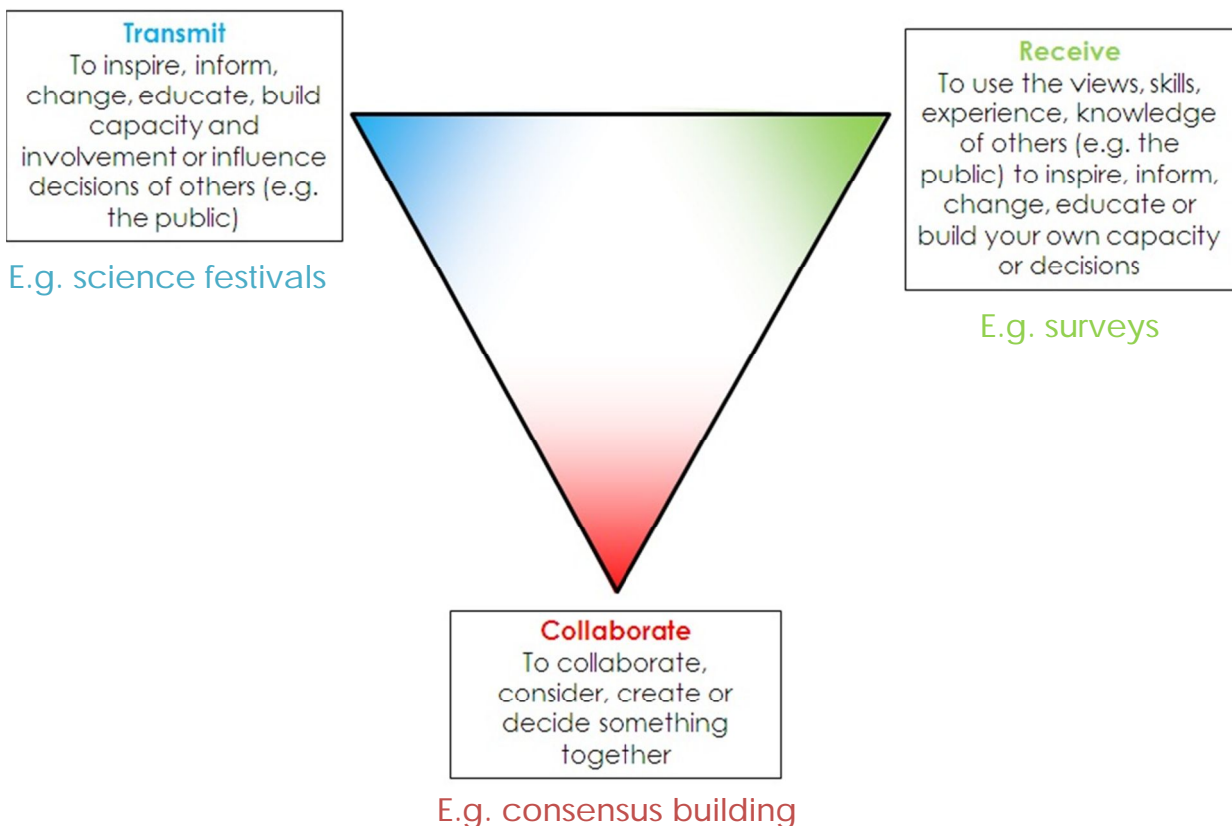 Transmit
To inspire, inform,
change, educate, build
capacity and
involvement or influence
decisions of others (e.g.
the public)
E.g. science festivals
Receive
To use the views, skills,
experience, knowledge
of others (e.g. the
public) to inspire, inform,
change, educate or
build your own capacity
or decisions
E.g. surveys
Collaborate
To collaborate,
consider, create or
decide something
together
E.g. consensus building